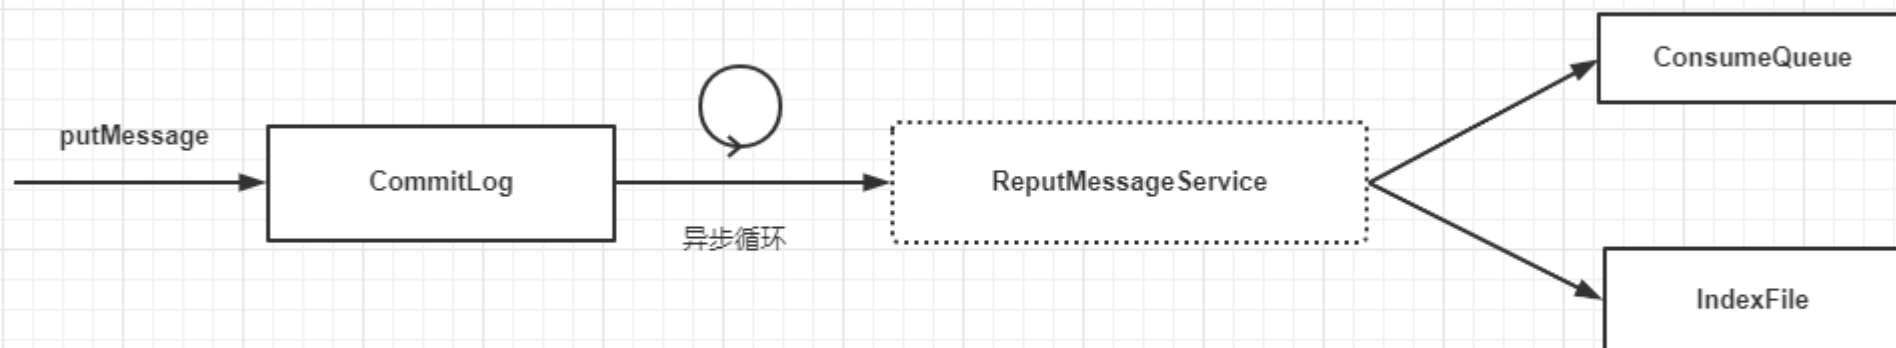 putMessage
CommitLog
异步循环
ReputMessageService
ConsumeQueue
IndexFile